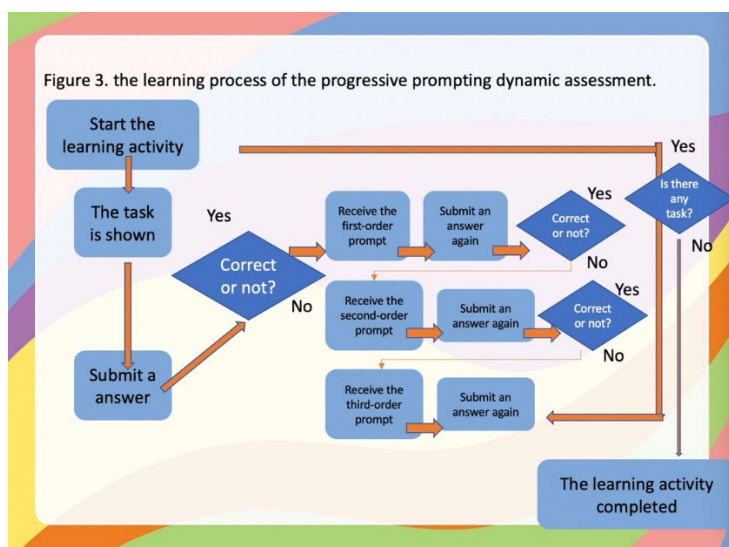 Figure 3. the learning process of the progressive prompting dynamic assessment.
Start the
learning activity
The task
is shown
Submit a
answer
Yes
Correct
or not?
No
Receive the
first-order
prompt
Submit an
answer
again
Yes
Correct
or not?
No
Receive the
second-order
prompt
Submit an
answer again
Yes
Correct
or not?
No
Receive the
third-order
prompt
Submit an
answer again
Yes
Is there
any
task?
No
The learning activity
completed